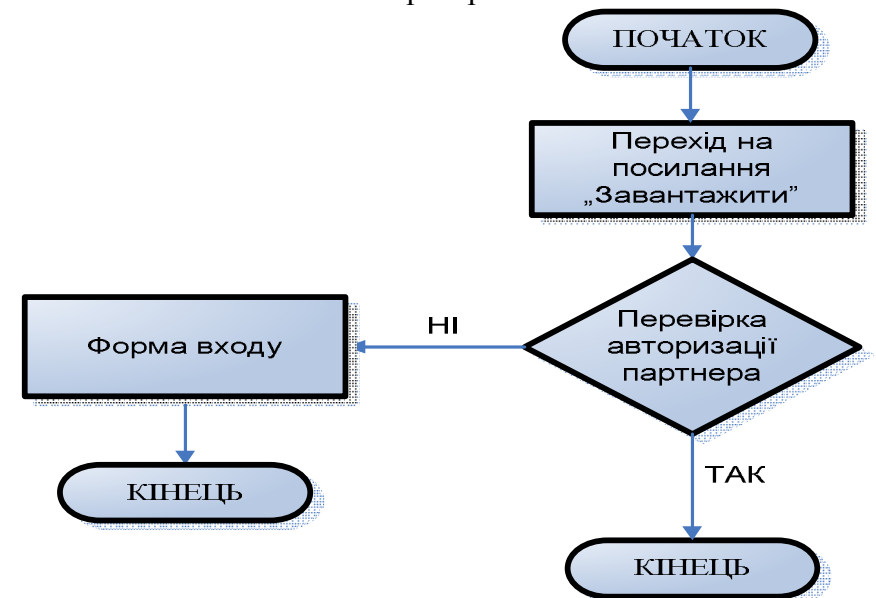 ПОЧАТОК
Перехід на
посилання
„Завантажити”
Перевірка
авторизації
партнера
НІ
Форма входу
ТАК
КІНЕЦЬ
КІНЕЦЬ